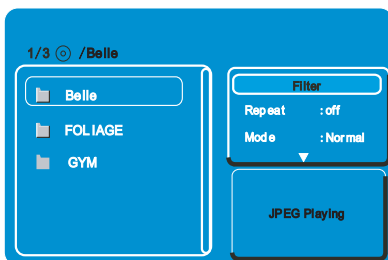 1/3 /Belle
Belle
FOLIAGE
GYM
Filter
Repeat : off
Mode : Normal
JPEG Playing